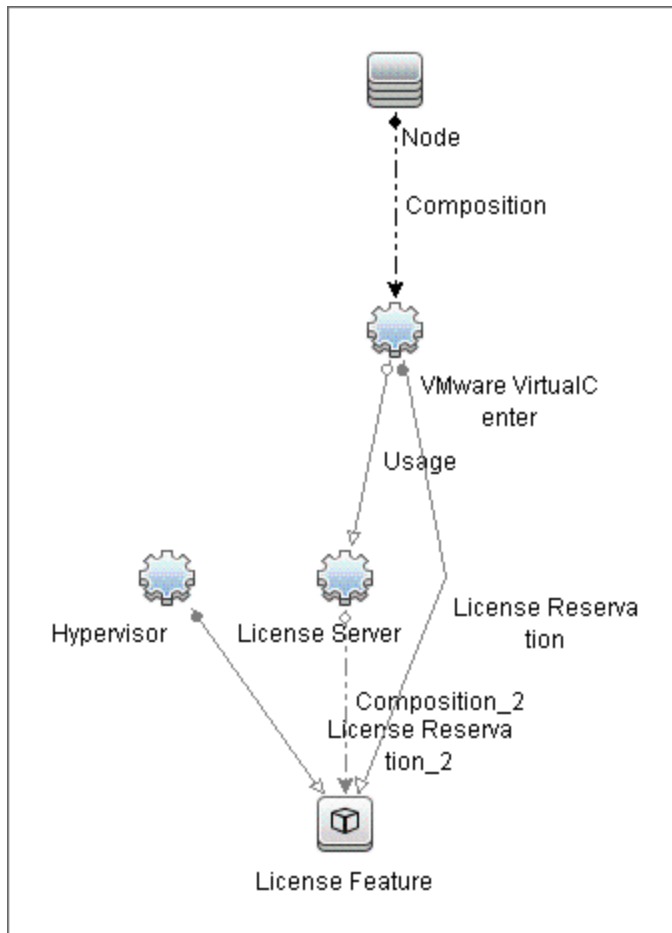 Node
Composition
VMware VirtualC
enter
Usage
Hypervisor
License Server
License Reserva
tion
Composition_2
License Reserva
tion_2
License Feature